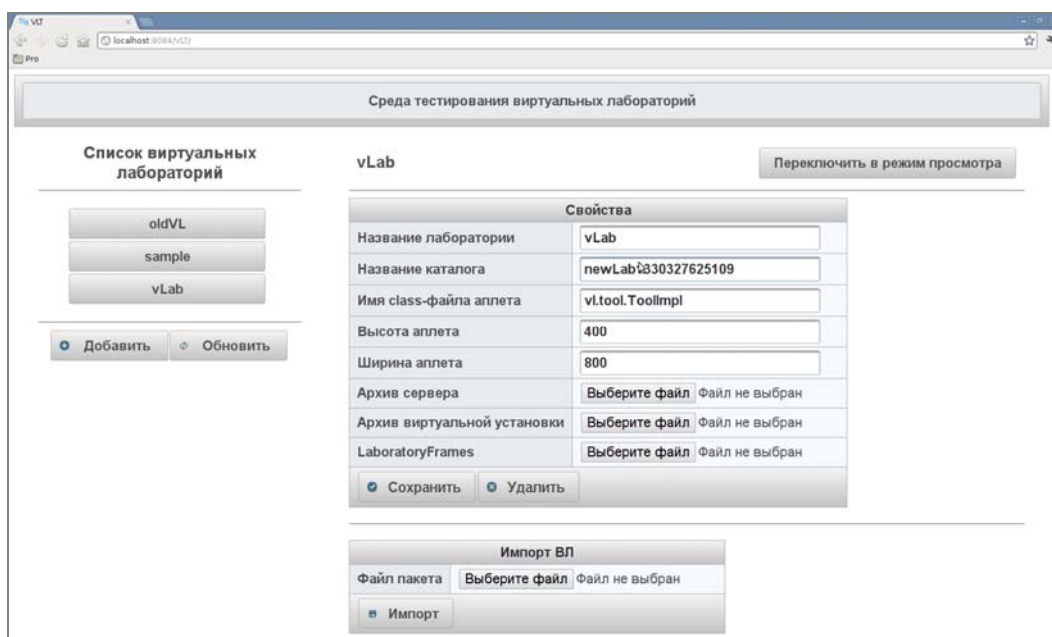 VLT
localhost:8084/VLT/
Pro
Среда тестирования виртуальных лабораторий
Список виртуальных
лабораторий
oldVL
sample
vLab
Добавить
Обновить
vLab
Переключить в режим просмотра
Свойства
Название лаборатории vLab
Название каталога
Имя class-файла апплета vl.tool.ToolImpl
Высота апплета 400
Ширина апплета 800
Архив сервера Выберите файл Файл не выбран
Архив виртуальной установки Выберите файл Файл не выбран
LaboratoryFrames Выберите файл Файл не выбран
Сохранить Удалить
Импорт ВЛ
Файл пакета Выберите файл Файл не выбран
Импорт